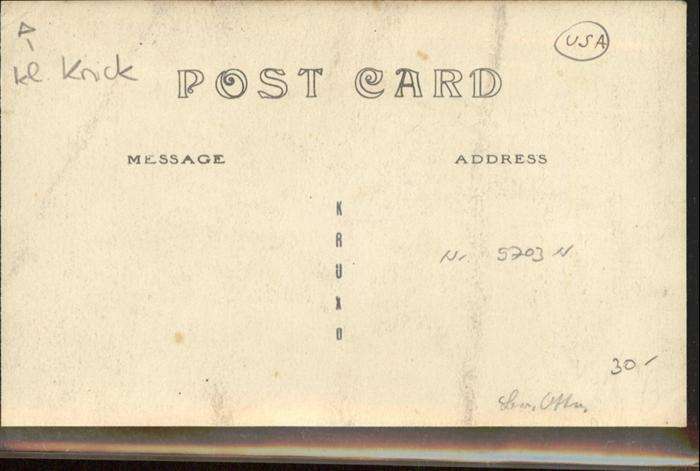 USA
kl Knick
POST CARD
MESSAGE
ADDRESS
K
R
U
X
O
Nr. 5703 N
30-